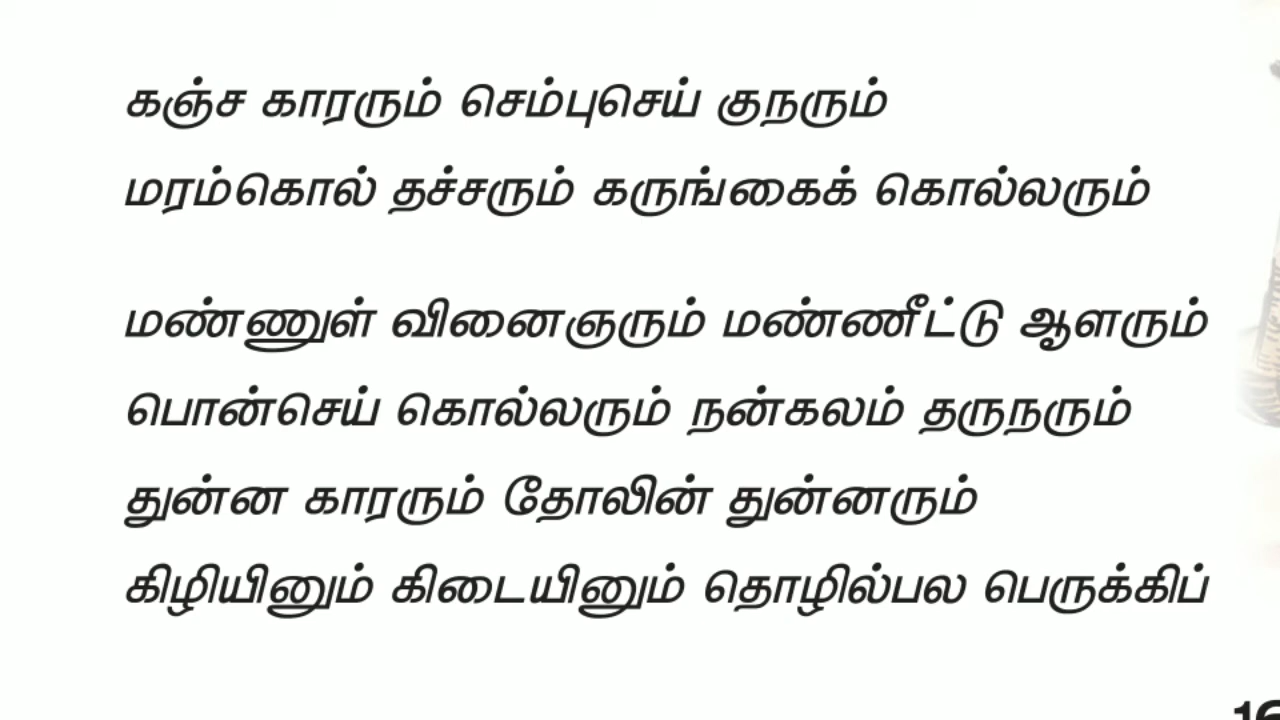 கஞ்ச காரரும் செம்புசெய் குநரும்
மரம்கொல் தச்சரும் கருங்கைக் கொல்லரும்
மண்ணுள் வினைஞரும் மண்ணீட்டு ஆளரும்
பொன்செய் கொல்லரும் நன்கலம் தருநரும்
துன்ன காரரும் தோலின் துன்னரும்
கிழியினும் கிடையினும் தொழில்பல பெருக்கிப்